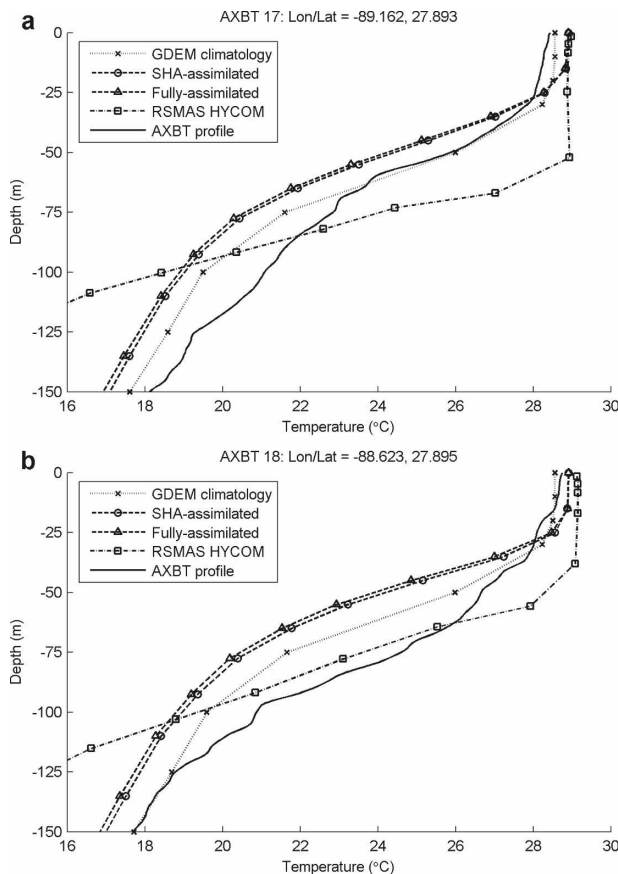 a
AXBT 17: Lon/Lat = -89.162, 27.893
GDEM climatology
SHA-assimilated
Fully-assimilated
RSMAS HYCOM
AXBT profile
0
-25
-50
-75
-100
-125
-150
Depth (m)
16 18 20 22 24 26 28 30
Temperature (°C)
b
AXBT 18: Lon/Lat = -88.623, 27.895
GDEM climatology
SHA-assimilated
Fully-assimilated
RSMAS HYCOM
AXBT profile
0
-25
-50
-75
-100
-125
-150
Depth (m)
16 18 20 22 24 26 28 30
Temperature (°C)